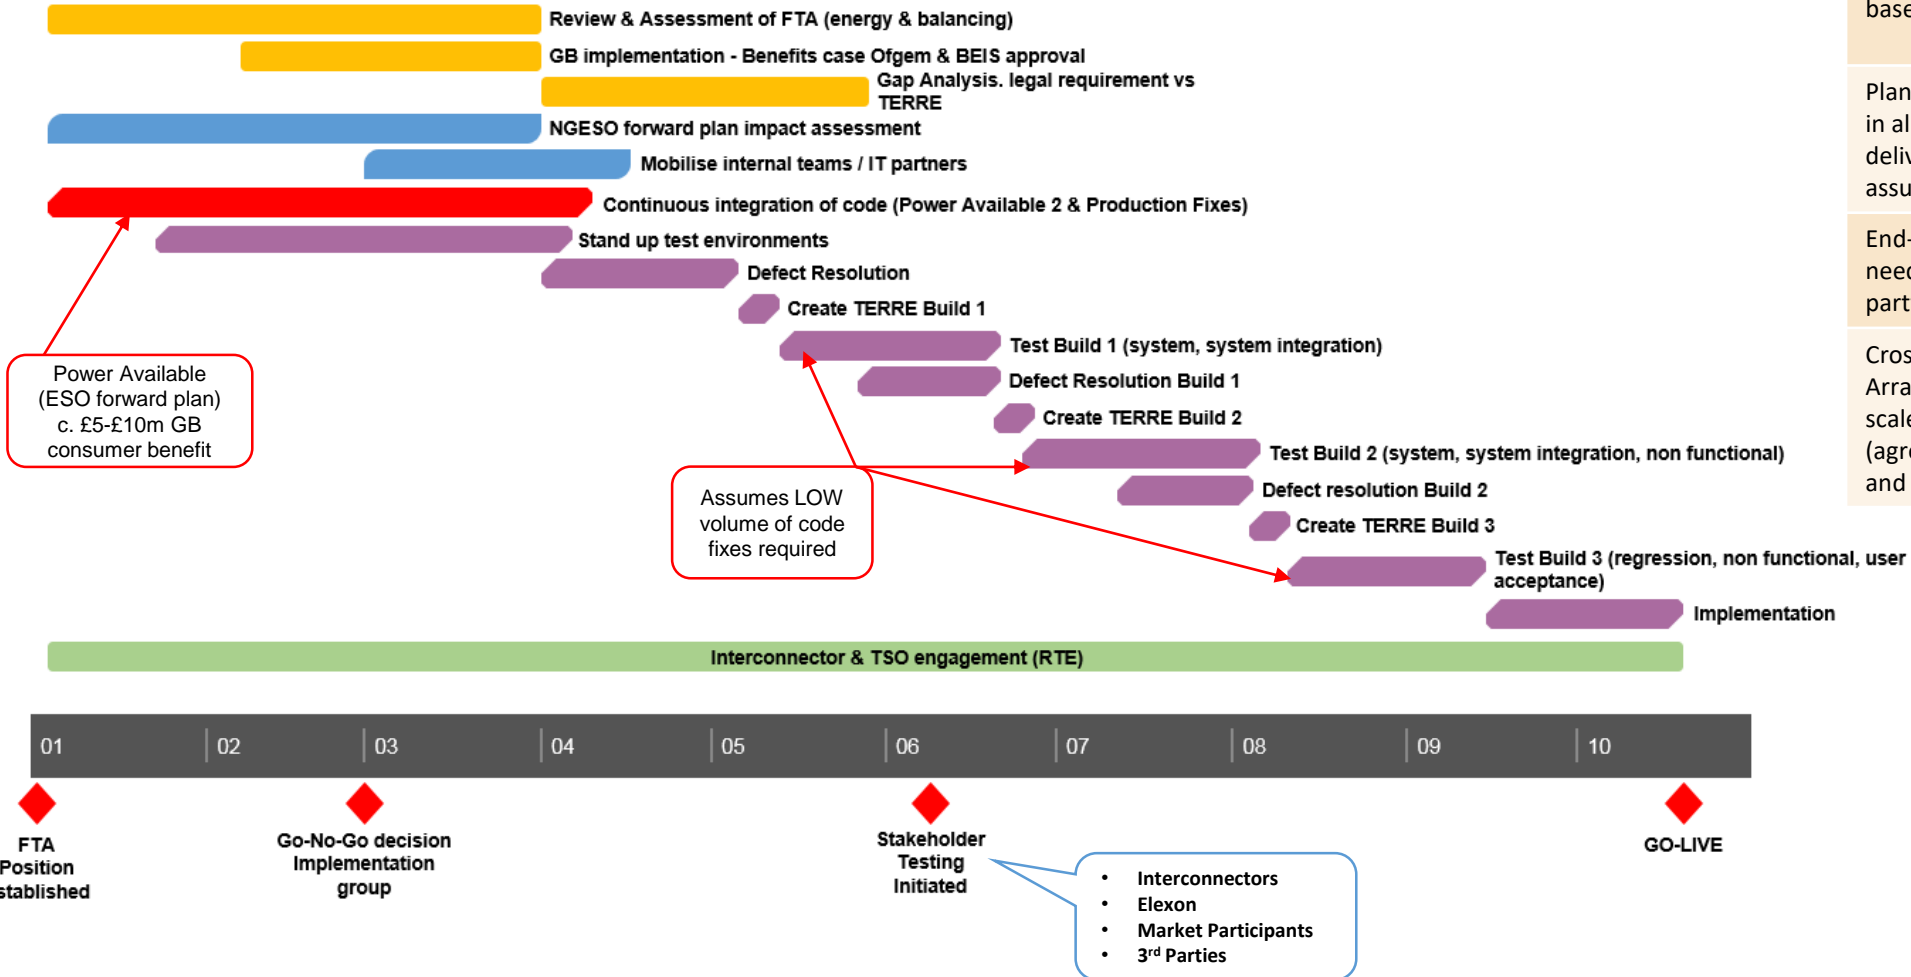 Review & Assessment of FTA (energy & balancing)
GB implementation - Benefits case Ofgem & BEIS approval
Gap Analysis. legal requirement vs
TERRE
NGESO forward plan impact assessment
Mobilise internal teams / IT partners
Continuous integration of code (Power Available 2 & Production Fixes)
Stand up test environments
Defect Resolution
Create TERRE Build 1
Test Build 1 (system, system integration)
Defect Resolution Build 1
Create TERRE Build 2
Test Build 2 (system, system integration, non functional)
Defect resolution Build 2
Create TERRE Build 3
Test Build 3 (regression, non functional, user
acceptance)
Implementation
Power Available
(ESO forward plan)
c. £5-£10m GB
consumer benefit
Assumes LOW
volume of code
fixes required
Interconnector & TSO engagement (RTE)
01 02 03 04 05 06 07 08 09 10
FTA
Position
stablished
Go-No-Go decision
Implementation
group
Stakeholder
Testing
Initiated
GO-LIVE
• Interconnectors
• Elexon
• Market Participants
• 3rd Parties
base
Plan
in al
deliv
assu
End-
need
part
Cros
Arra
scale
(agre
and